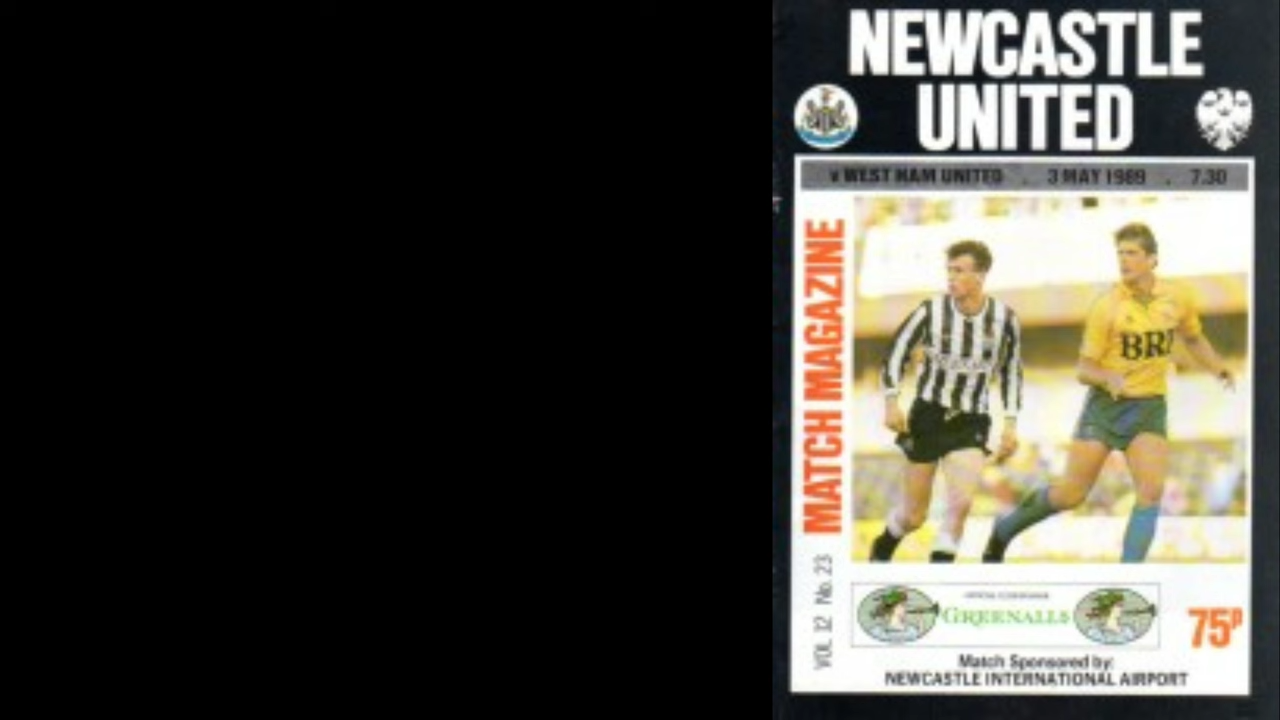 NEWCASTLE
UNITED
v WEST HAM UNITED . 3 MAY 1989 . 7.30
MATCH MAGAZINE
VOL 12 No. 23
BRE
GREENALLS
75P
Match Sponsored by:
NEWCASTLE INTERNATIONAL AIRPORT